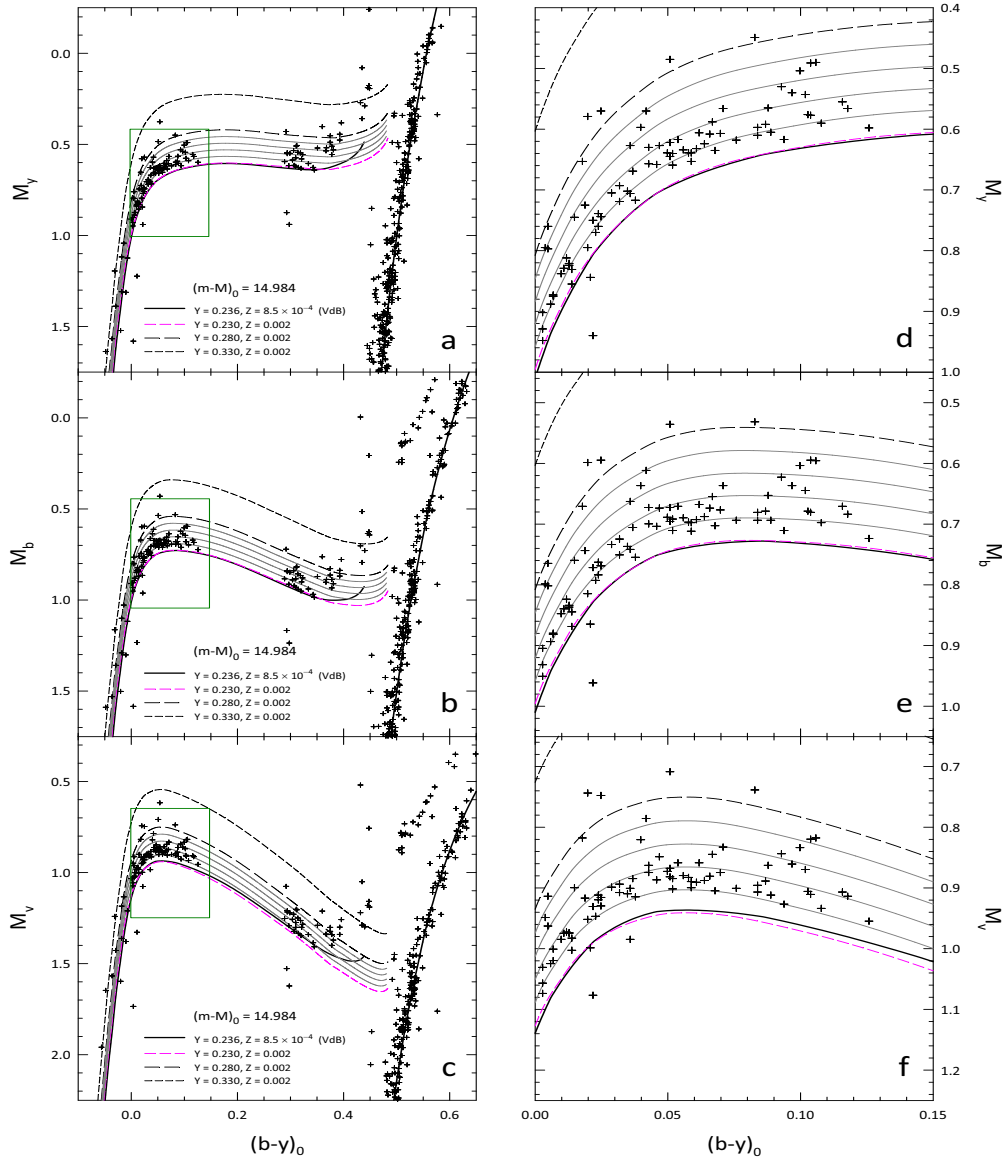 0.0
0.5
1.0
1.5
M_y
(m-M)_0 = 14.984
Y = 0.236, Z = 8.5 × 10^{-4} (VdB)
Y = 0.230, Z = 0.002
Y = 0.280, Z = 0.002
Y = 0.330, Z = 0.002
a
0.4
0.5
0.6
0.7
0.8
0.9
1.0
M_y
d
0.0
0.5
1.0
1.5
M_b
(m-M)_0 = 14.984
Y = 0.236, Z = 8.5 × 10^{-4} (VdB)
Y = 0.230, Z = 0.002
Y = 0.280, Z = 0.002
Y = 0.330, Z = 0.002
b
0.5
0.6
0.7
0.8
0.9
1.0
M_b
e
0.5
1.0
1.5
2.0
M_v
(m-M)_0 = 14.984
Y = 0.236, Z = 8.5 × 10^{-4} (VdB)
Y = 0.230, Z = 0.002
Y = 0.280, Z = 0.002
Y = 0.330, Z = 0.002
c
0.7
0.8
0.9
1.0
1.1
1.2
M_v
f
0.0 0.2 0.4 0.6
(b-y)_0
0.00 0.05 0.10 0.15
(b-y)_0